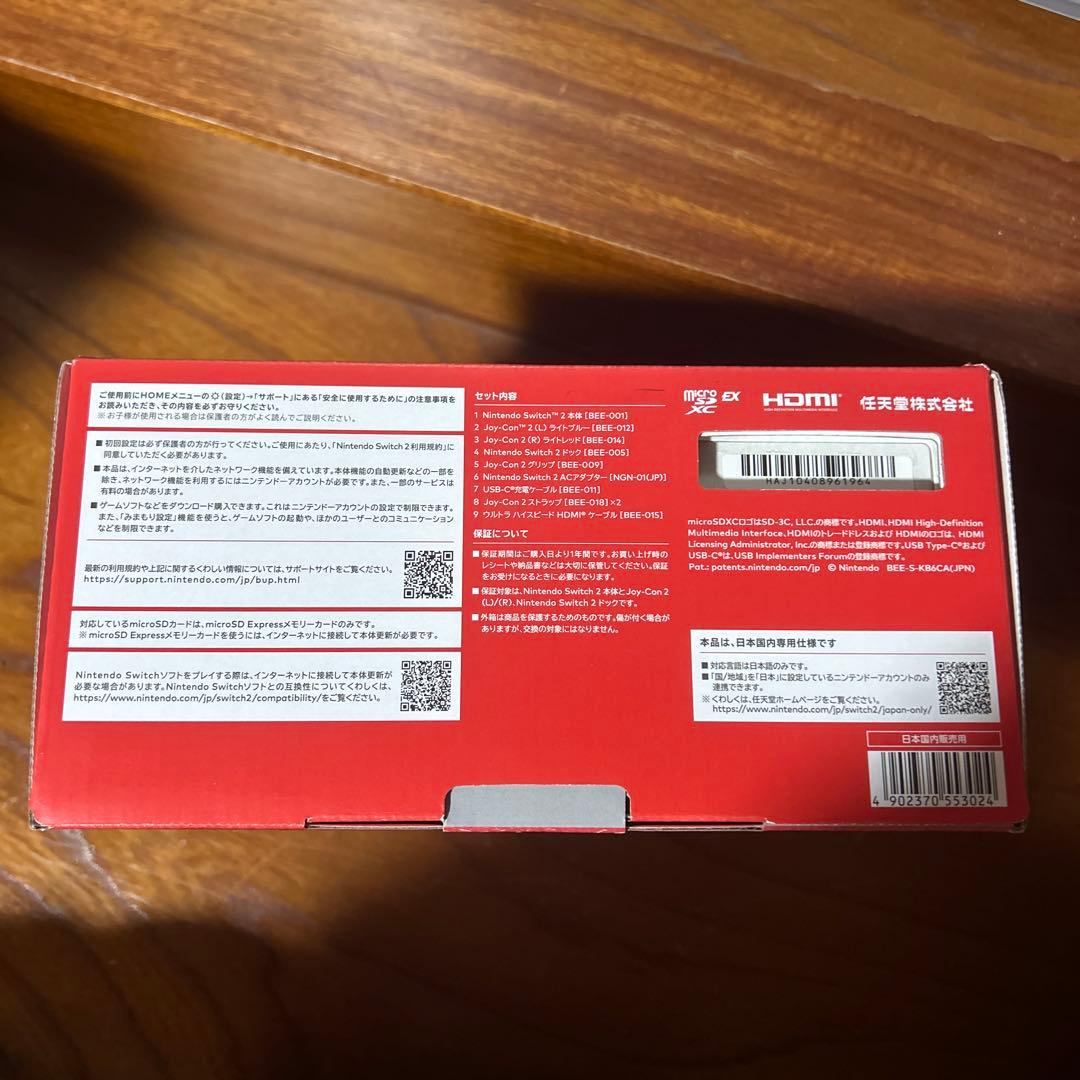 ご使用前にHOMEメニューの(設定)→「サポート」にある「安全に使用するために」の注意事項を
お読みいただき、その内容を必ずお守りください。
※お子様が使用される場合は保護者の方がよく読んでご説明ください。
■ 初回設定は必ず保護者の方が行ってください。ご使用にあたり、「Nintendo Switch 2利用規約」に
同意していただく必要があります。
■ 本品は、インターネットを介したネットワーク機能を備えています。本体機能の自動更新などの一部を
除き、ネットワーク機能を利用するにはニンテンドーアカウントが必要です。また、一部のサービスは
有料の場合があります。
■ ゲームソフトなどをダウンロード購入できます。これはニンテンドーアカウントの設定で制限できます。
また、「みまもり設定」機能を使うと、ゲームソフトの起動や、ほかのユーザーとのコミュニケーション
などを制限できます。
最新の利用規約や上記に関するくわしい情報については、サポートサイトをご覧ください。
https://support.nintendo.com/jp/bup.html
対応しているmicroSDカードは、microSD Expressメモリーカードのみです。
※ microSD Expressメモリーカードを使うには、インターネットに接続して本体更新が必要です。
Nintendo Switchソフトをプレイする際は、インターネットに接続して本体更新が
必要な場合があります。Nintendo Switchソフトとの互換性についてくわしくは、
https://www.nintendo.com/jp/switch2/compatibility/をご覧ください。
セット内容
1 Nintendo Switch™ 2 本体 [BEE-001]
2 Joy-Con™ 2 (L) ライトブルー [BEE-012]
3 Joy-Con 2 (R) ライトレッド [BEE-014]
4 Nintendo Switch 2 ドック [BEE-005]
5 Joy-Con 2 グリップ [BEE-009]
6 Nintendo Switch 2 ACアダプター [NGN-01(JP)]
7 USB-C®充電ケーブル [BEE-011]
8 Joy-Con 2 ストラップ [BEE-018]×2
9 ウルトラ ハイスピード HDMI® ケーブル [BEE-015]
保証について
■ 保証期間はご購入日より1年間です。お買い上げ時の
レシートや納品書などは大切に保管してください。保証
をお受けになるときに必要になります。
■ 保証対象は、Nintendo Switch 2 本体とJoy-Con 2
(L)/(R)、Nintendo Switch 2 ドックです。
■ 外箱は商品を保護するためのものです。傷が付く場合が
ありますが、交換の対象にはなりません。
micro SD XC EX
HDMI
HIGH-DEFINITION MULTIMEDIA INTERFACE
任天堂株式会社
HAJ10408961964
microSDXCロゴはSD-3C, LLC.の商標です。HDMI、HDMI High-Definition
Multimedia Interface、HDMIのトレードドレスおよび HDMIのロゴは、HDMI
Licensing Administrator, Inc.の商標または登録商標です。USB Type-C®および
USB-C®は、USB Implementers Forumの登録商標です。
Pat.: patents.nintendo.com/jp © Nintendo BEE-S-KB6CA(JPN)
本品は、日本国内専用仕様です
■ 対応言語は日本語のみです。
■ 「国/地域」を「日本」に設定しているニンテンドーアカウントのみ
連携できます。
※ くわしくは、任天堂ホームページをご覧ください。
https://www.nintendo.com/jp/switch2/japan-only/
日本国内販売用
4 902370 553024